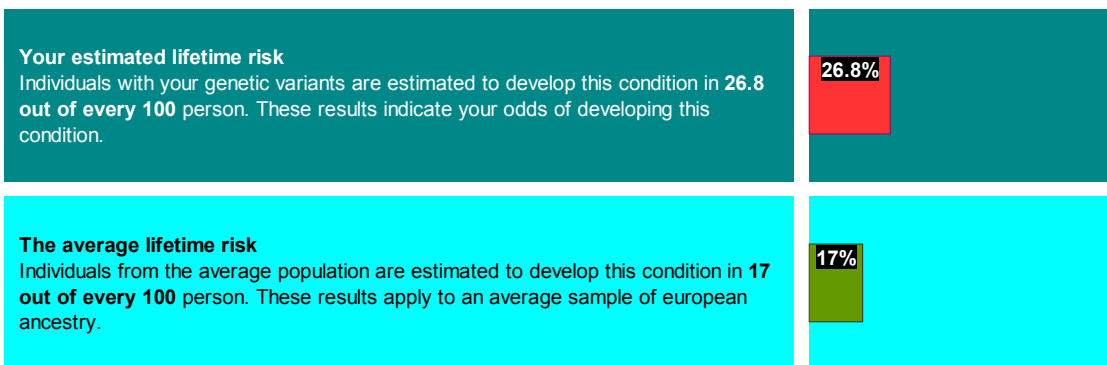 Your estimated lifetime risk
Individuals with your genetic variants are estimated to develop this condition in 26.8
out of every 100 person. These results indicate your odds of developing this
condition.
26.8%
The average lifetime risk
Individuals from the average population are estimated to develop this condition in 17
out of every 100 person. These results apply to an average sample of european
ancestry.
17%